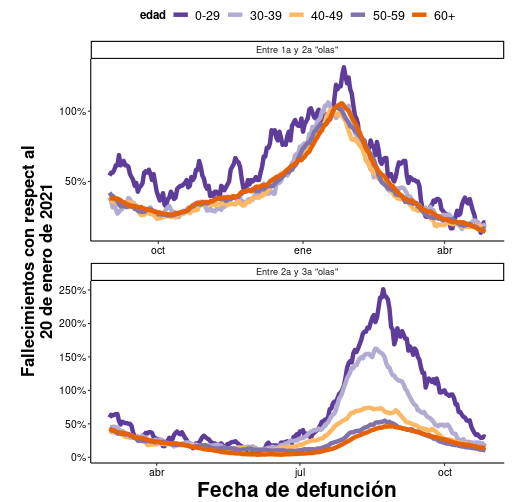 edad 0-29 30-39 40-49 50-59 60+
Entre 1a y 2a "olas"
100%
50%
oct ene abr
Entre 2a y 3a "olas"
250%
200%
150%
100%
50%
0%
abr jul oct
Fallecimientos con respect al
20 de enero de 2021
Fecha de defunción